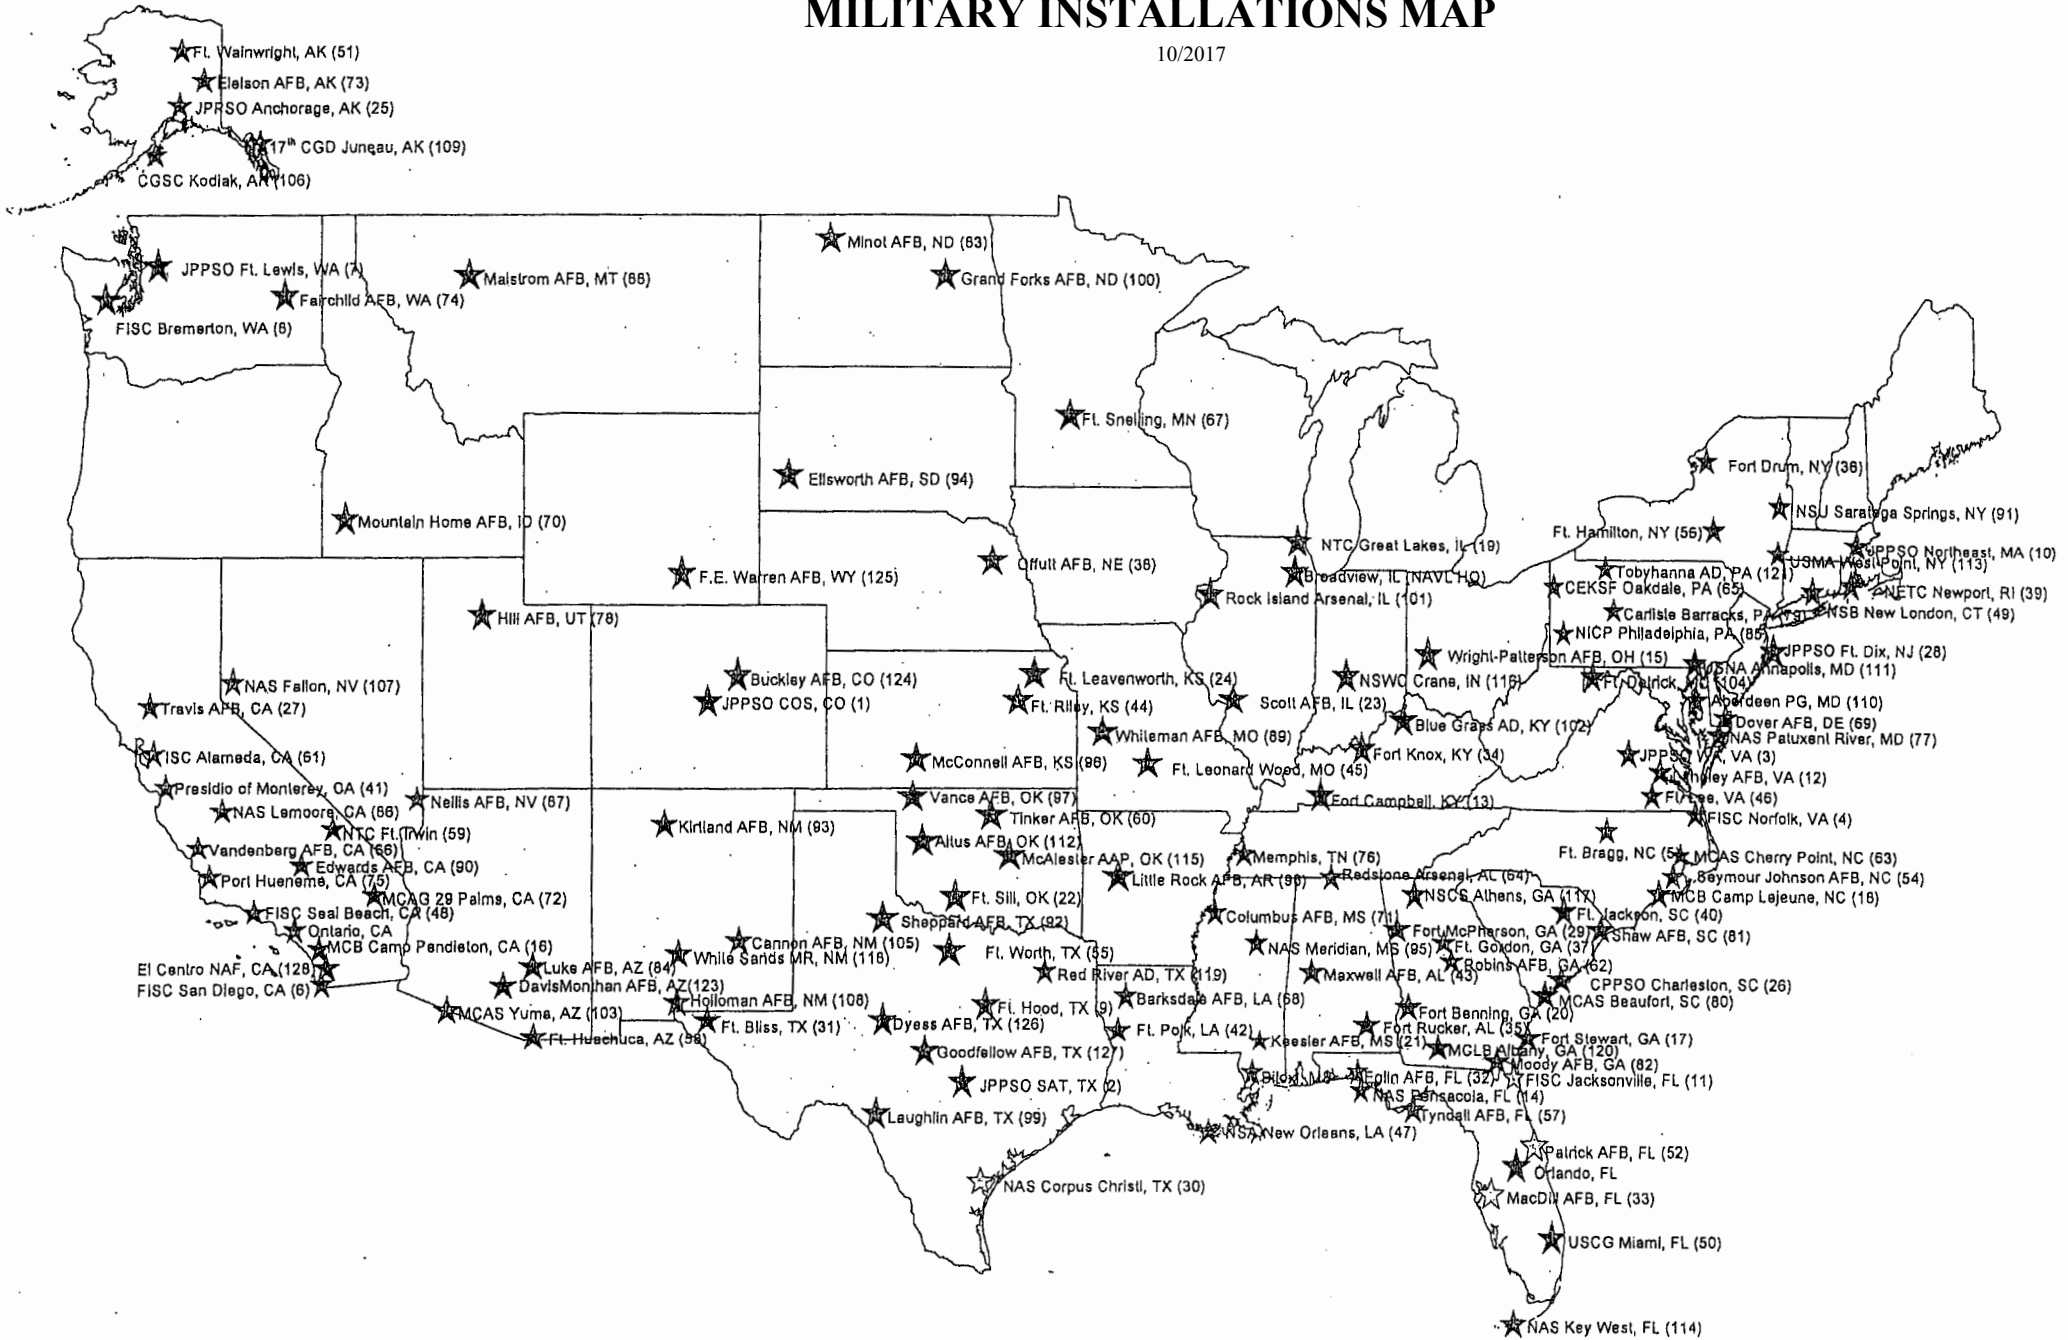 MILITARY INSTALLATIONS MAP
10/2017
Ft. Wainwright, AK (51)
Elelson AFB, AK (73)
JPPSO Anchorage, AK (25)
17th CGD Juneau, AK (109)
CGSC Kodiak, AK (106)
Minot AFB, ND (63)
JPPSO Ft. Lewis, WA (7)
Malstrom AFB, MT (88)
Grand Forks AFB, ND (100)
Fairchild AFB, WA (74)
FISC Bremerton, WA (8)
Ft. Snelling, MN (67)
Ellsworth AFB, SD (94)
Fort Drum, NY (38)
Mountain Home AFB, ID (70)
NSU Saratoga Springs, NY (91)
Ft. Hamilton, NY (56)
NTC Great Lakes, IL (19)
JPPSO Northeast, MA (10)
USMA West Point, NY (113)
Offutt AFB, NE (36)
F.E. Warren AFB, WY (125)
Broadview, IL (NAVL HQ)
Tobyhanna AD, PA (121)
CEKSF Oakdale, PA (65)
NETC Newport, RI (39)
Rock Island Arsenal, IL (101)
Hill AFB, UT (78)
Carlisle Barracks, PA (79)
NSB New London, CT (49)
NICP Philadelphia, PA (85)
Wright-Patterson AFB, OH (15)
JPPSO Ft. Dix, NJ (28)
USNA Annapolis, MD (111)
Buckley AFB, CO (124)
Ft. Leavenworth, KS (24)
NSWC Crane, IN (116)
Ft. Detrick, MD (104)
NAS Fallon, NV (107)
JPPSO COS, CO (1)
Ft. Riley, KS (44)
Scott AFB, IL (23)
Aberdeen PG, MD (110)
Travis AFB, CA (27)
Blue Grass AD, KY (102)
Dover AFB, DE (69)
Whiteman AFB, MO (89)
NAS Patuxent River, MD (77)
ISC Alameda, CA (61)
McConnell AFB, KS (98)
Ft. Leonard Wood, MO (45)
Fort Knox, KY (34)
JPPSO WA, VA (3)
Langley AFB, VA (12)
Presidio of Monterey, CA (41)
Nellis AFB, NV (87)
Vance AFB, OK (97)
Fort Campbell, KY (13)
Ft. Lee, VA (46)
NAS Lemoore, CA (66)
Kirtland AFB, NM (93)
Tinker AFB, OK (60)
FISC Norfolk, VA (4)
NTC Ft. Irwin (59)
Altus AFB, OK (112)
Vandenberg AFB, CA (66)
McAlester AAP, OK (115)
Memphis, TN (76)
Ft. Bragg, NC (5)
MCAS Cherry Point, NC (63)
Edwards AFB, CA (90)
Port Hueneme, CA (75)
Little Rock AFB, AR (96)
Redstone Arsenal, AL (64)
Seymour Johnson AFB, NC (54)
MCAG 29 Palms, CA (72)
Ft. Sill, OK (22)
NSCS Athens, GA (117)
MCB Camp Lejeune, NC (18)
FISC Seal Beach, CA (48)
Sheppard AFB, TX (92)
Columbus AFB, MS (71)
Ft. Jackson, SC (40)
Ontario, CA
Fort McPherson, GA (29)
Shaw AFB, SC (81)
MCB Camp Pendleton, CA (16)
Cannon AFB, NM (105)
Ft. Worth, TX (55)
NAS Meridian, MS (95)
Ft. Gordon, GA (37)
White Sands MR, NM (118)
El Centro NAF, CA (128)
Luke AFB, AZ (84)
Red River AD, TX (119)
Maxwell AFB, AL (43)
Robins AFB, GA (62)
FISC San Diego, CA (6)
DavisMonthan AFB, AZ(123)
CPPSO Charleston, SC (26)
Holloman AFB, NM (108)
Barksdale AFB, LA (68)
MCAS Beaufort, SC (80)
MCAS Yuma, AZ (103)
Ft. Hood, TX (9)
Fort Benning, GA (20)
Ft. Bliss, TX (31)
Dyess AFB, TX (126)
Ft. Polk, LA (42)
Fort Rucker, AL (35)
Ft. Huachuca, AZ (58)
Keesler AFB, MS (21)
Fort Stewart, GA (17)
Goodfellow AFB, TX (127)
MCLB Albany, GA (120)
Moody AFB, GA (82)
Biloxi, MS
Eglin AFB, FL (32)
FISC Jacksonville, FL (11)
JPPSO SAT, TX (2)
NAS Pensacola, FL (14)
Laughlin AFB, TX (99)
Tyndall AFB, FL (57)
NSA New Orleans, LA (47)
Patrick AFB, FL (52)
Orlando, FL
NAS Corpus Christi, TX (30)
MacDill AFB, FL (33)
USCG Miami, FL (50)
NAS Key West, FL (114)